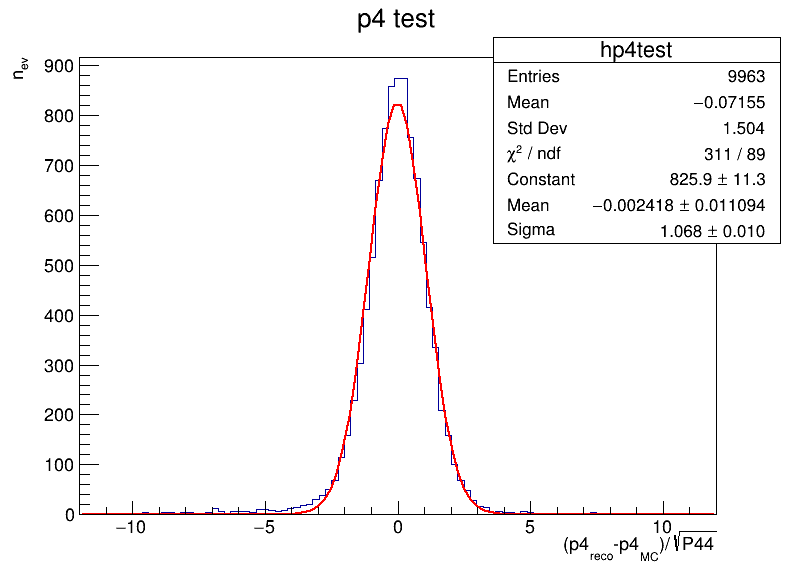 p4 test
hp4test
Entries 9963
Mean −0.07155
Std Dev 1.504
χ² / ndf 311 / 89
Constant 825.9 ± 11.3
Mean −0.002418 ± 0.011094
Sigma 1.068 ± 0.010
n_ev
900
800
700
600
500
400
300
200
100
0
−10 −5 0 5 10
(p4_reco-p4_MC)/√P44